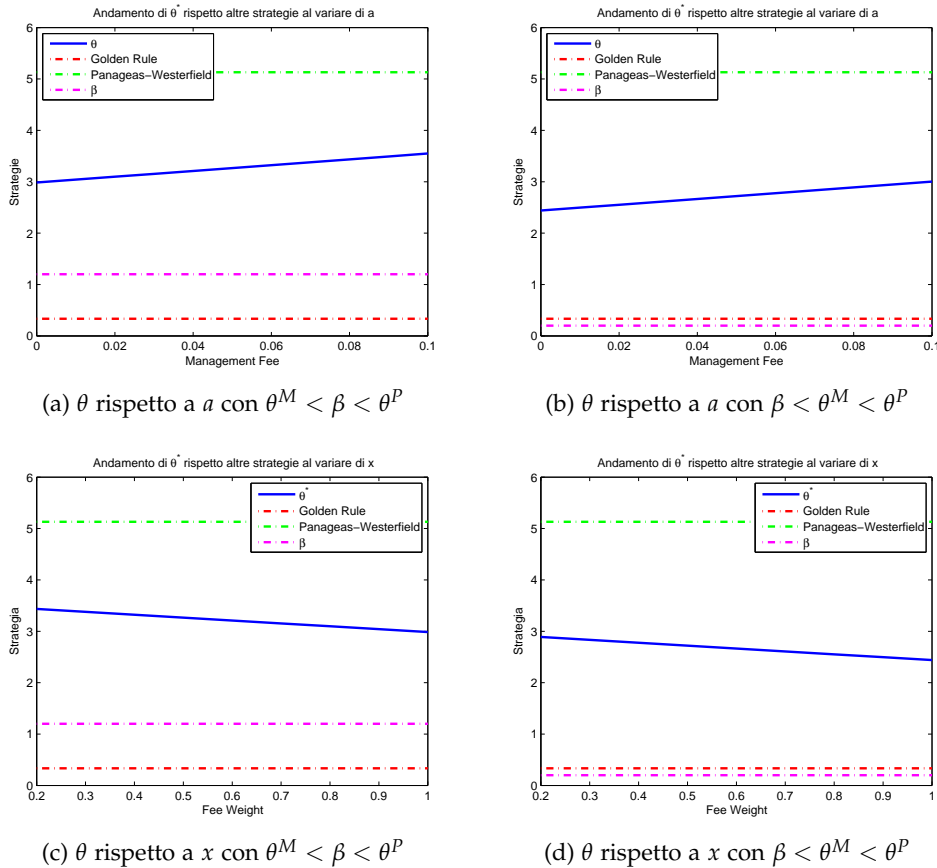 Andamento di θ* rispetto altre strategie al variare di a
6
5
4
3
2
1
0
Strategie
θ
Golden Rule
Panageas−Westerfield
β
0 0.02 0.04 0.06 0.08 0.1
Management Fee
(a) θ rispetto a a con θ^M < β < θ^P
Andamento di θ* rispetto altre strategie al variare di a
6
5
4
3
2
1
0
Strategie
θ
Golden Rule
Panageas−Westerfield
β
0 0.02 0.04 0.06 0.08 0.1
Management Fee
(b) θ rispetto a a con β < θ^M < θ^P
Andamento di θ* rispetto altre strategie al variare di x
6
5
4
3
2
1
0
Strategia
θ*
Golden Rule
Panageas−Westerfield
β
0.2 0.3 0.4 0.5 0.6 0.7 0.8 0.9 1
Fee Weight
(c) θ rispetto a x con θ^M < β < θ^P
Andamento di θ* rispetto altre strategie al variare di x
6
5
4
3
2
1
0
Strategia
θ*
Golden Rule
Panageas−Westerfield
β
0.2 0.3 0.4 0.5 0.6 0.7 0.8 0.9 1
Fee Weight
(d) θ rispetto a x con β < θ^M < θ^P